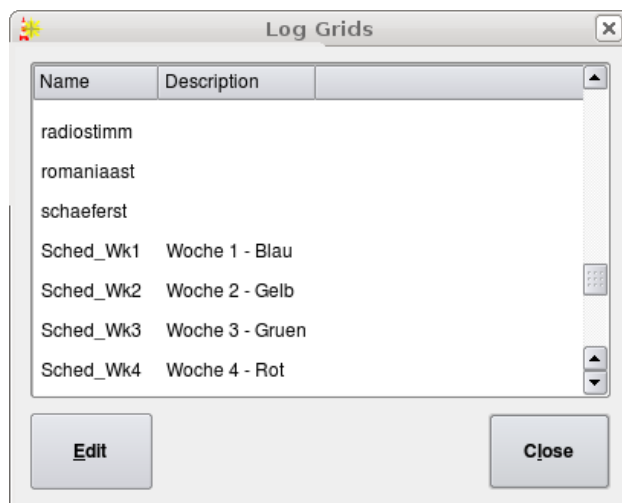 Log Grids
Name Description
radiostimm
romaniaast
schaeferst
Sched_Wk1 Woche 1 - Blau
Sched_Wk2 Woche 2 - Gelb
Sched_Wk3 Woche 3 - Gruen
Sched_Wk4 Woche 4 - Rot
Edit Close